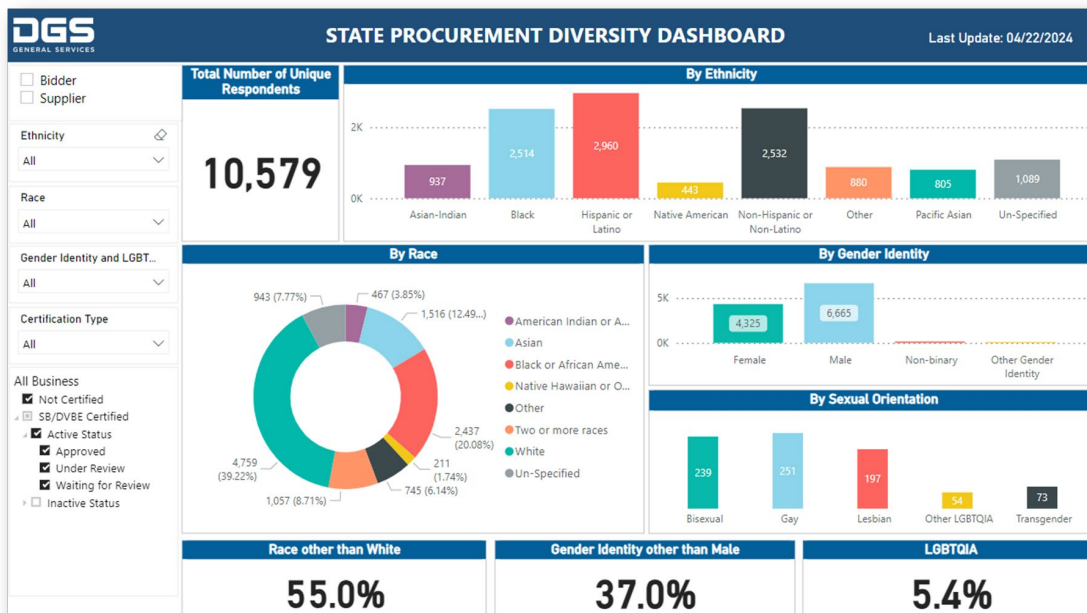 DGS
GENERAL SERVICES
STATE PROCUREMENT DIVERSITY DASHBOARD
Last Update: 04/22/2024
Bidder
Supplier
Ethnicity
All
Race
All
Gender Identity and LGBT...
All
Certification Type
All
All Business
Not Certified
SB/DVBE Certified
Active Status
Approved
Under Review
Waiting for Review
Inactive Status
Total Number of Unique
Respondents
10,579
By Ethnicity
2K
0K
937
2,514
2,960
443
2,532
880
805
1,089
Asian-Indian
Black
Hispanic or
Latino
Native American
Non-Hispanic or
Non-Latino
Other
Pacific Asian
Un-Specified
By Race
943 (7.77%)
467 (3.85%)
1,516 (12.49...)
2,437
(20.08%)
211
(1.74%)
745 (6.14%)
1,057 (8.71%)
4,759
(39.22%)
American Indian or A...
Asian
Black or African Ame...
Native Hawaiian or O...
Other
Two or more races
White
Un-Specified
By Gender Identity
5K
0K
4,325
6,665
Female
Male
Non-binary
Other Gender
Identity
By Sexual Orientation
239
251
197
54
73
Bisexual
Gay
Lesbian
Other LGBTQIA
Transgender
Race other than White
55.0%
Gender Identity other than Male
37.0%
LGBTQIA
5.4%